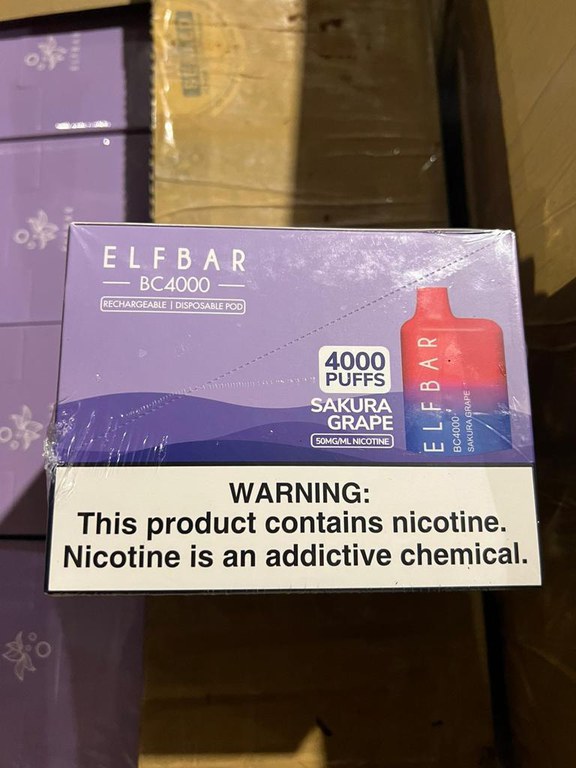 ELFBAR
BC4000
RECHARGEABLE | DISPOSABLE POD
4000
PUFFS
SAKURA
GRAPE
50MG/ML NICOTINE
ELFBAR
BC4000
SAKURA GRAPE
WARNING:
This product contains nicotine.
Nicotine is an addictive chemical.